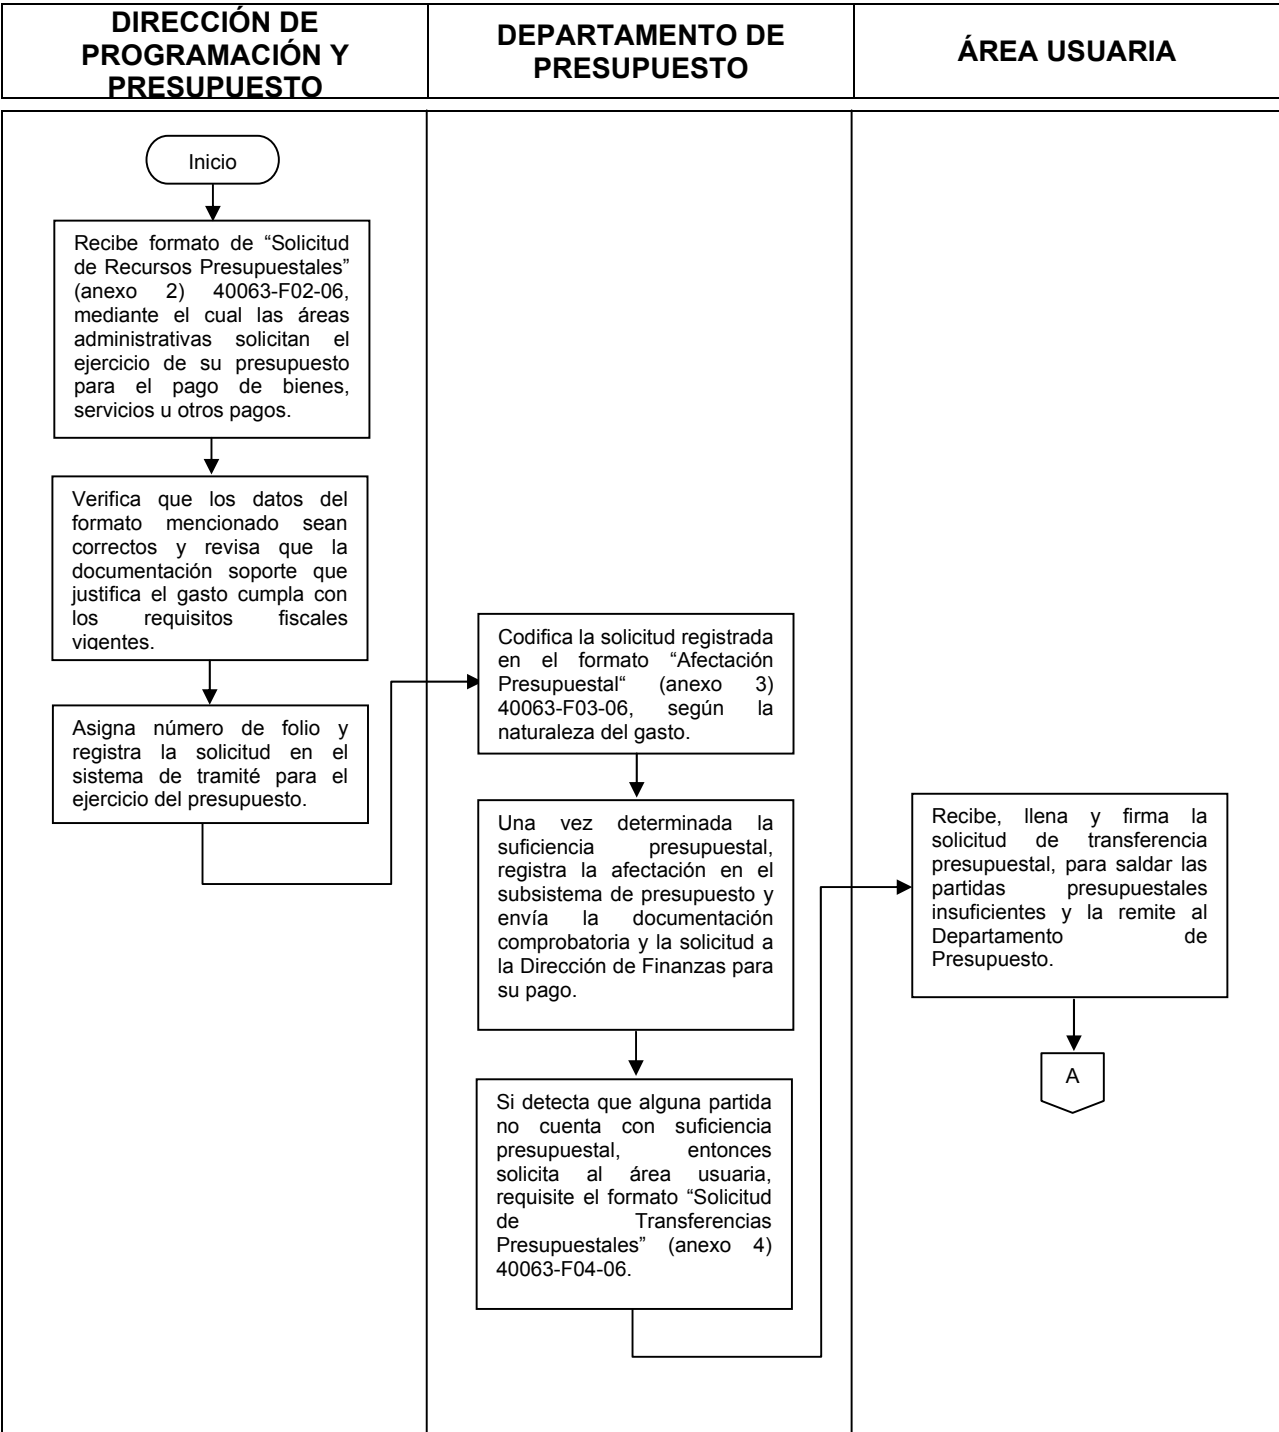 DIRECCIÓN DE
PROGRAMACIÓN Y
PRESUPUESTO
DEPARTAMENTO DE
PRESUPUESTO
ÁREA USUARIA
Inicio
Recibe formato de “Solicitud
de Recursos Presupuestales”
(anexo 2) 40063-F02-06,
mediante el cual las áreas
administrativas solicitan el
ejercicio de su presupuesto
para el pago de bienes,
servicios u otros pagos.
Verifica que los datos del
formato mencionado sean
correctos y revisa que la
documentación soporte que
justifica el gasto cumpla con
los requisitos fiscales
vigentes.
Asigna número de folio y
registra la solicitud en el
sistema de tramité para el
ejercicio del presupuesto.
Codifica la solicitud registrada
en el formato “Afectación
Presupuestal“ (anexo 3)
40063-F03-06, según la
naturaleza del gasto.
Una vez determinada la
suficiencia presupuestal,
registra la afectación en el
subsistema de presupuesto y
envía la documentación
comprobatoria y la solicitud a
la Dirección de Finanzas para
su pago.
Si detecta que alguna partida
no cuenta con suficiencia
presupuestal, entonces
solicita al área usuaria,
requisite el formato “Solicitud
de Transferencias
Presupuestales” (anexo 4)
40063-F04-06.
Recibe, llena y firma la
solicitud de transferencia
presupuestal, para saldar las
partidas presupuestales
insuficientes y la remite al
Departamento de
Presupuesto.
A